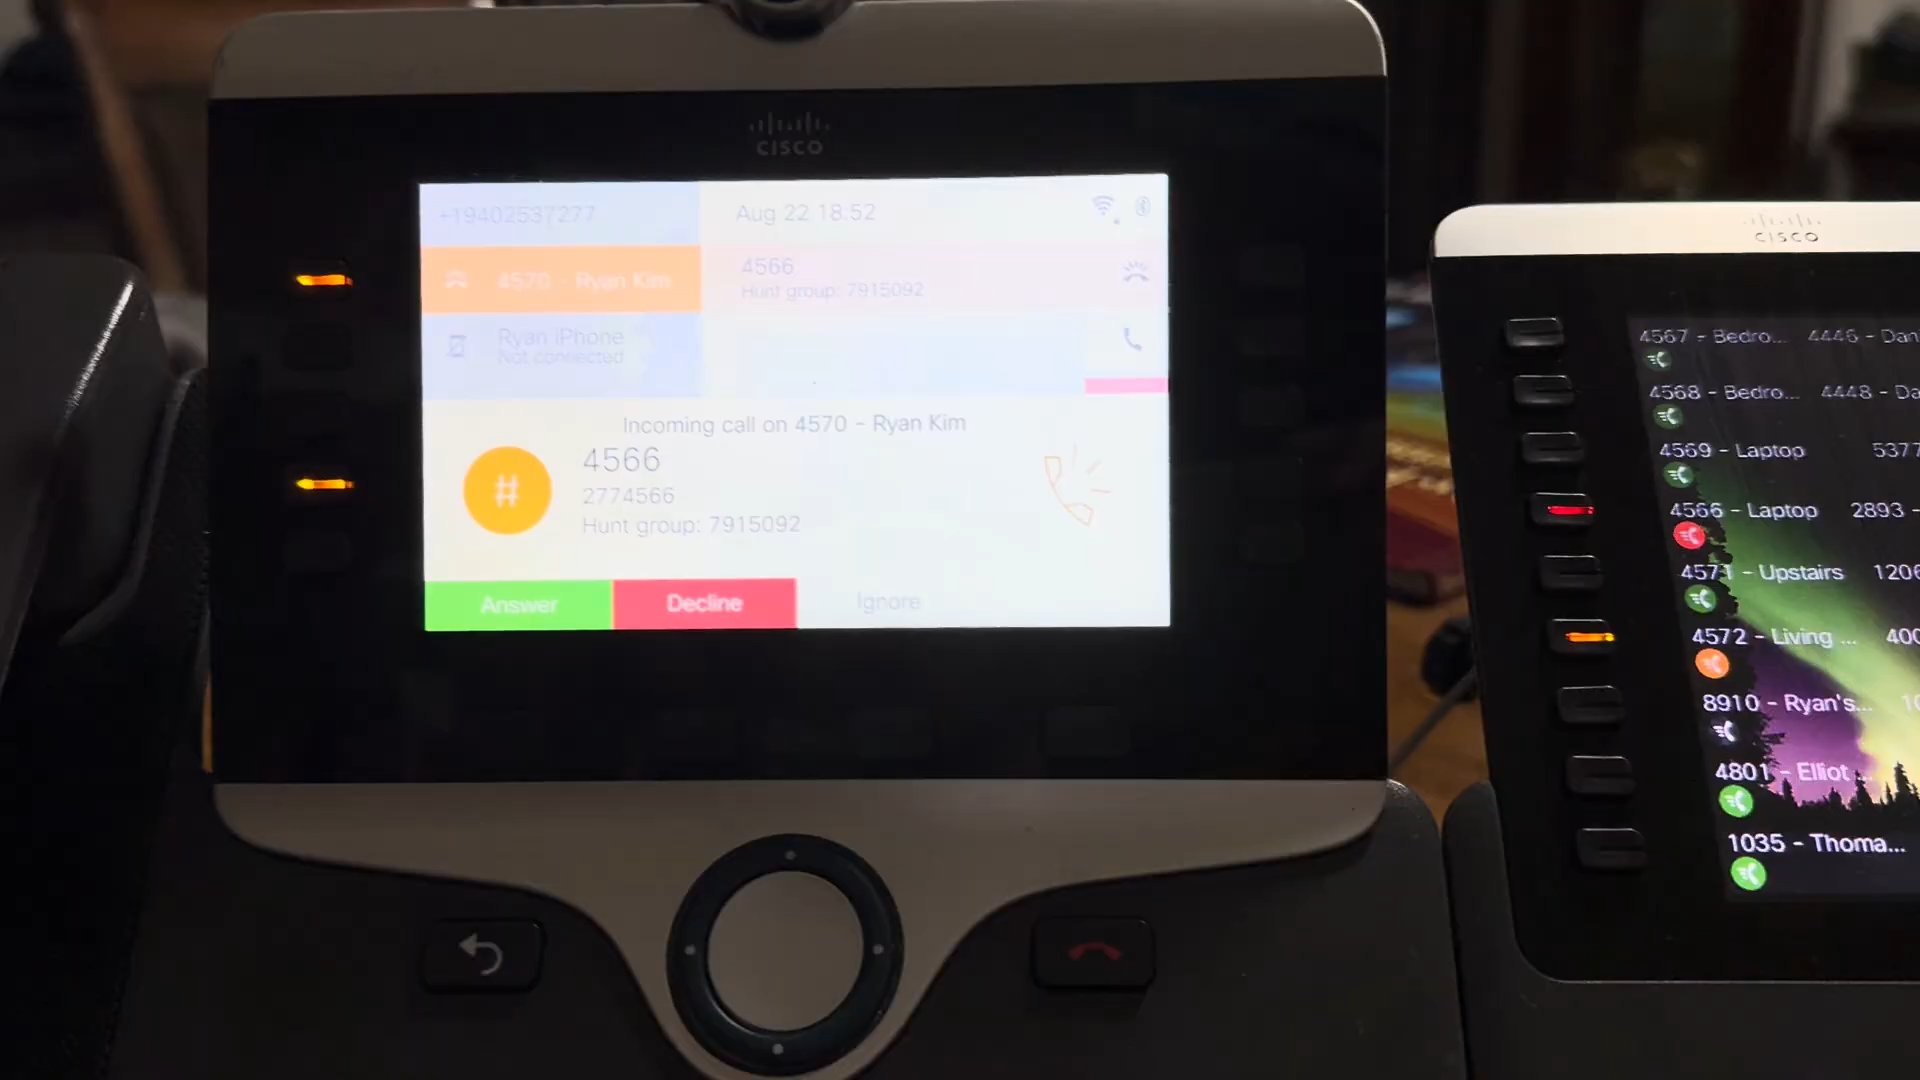 CISCO
+19402537277
Aug 22 18:52
4570 - Ryan Kim
4566
Hunt group: 7915092
Ryan iPhone
Not connected
Incoming call on 4570 - Ryan Kim
#
4566
2774566
Hunt group: 7915092
Answer
Decline
Ignore
CISCO
4567 - Bedro... 4446 - Dan
4568 - Bedro... 4448 - Da
4569 - Laptop 5377
4566 - Laptop 2893 -
4571 - Upstairs 1206
4572 - Living ... 400
8910 - Ryan's... 10
4801 - Elliot ...
1035 - Thoma...